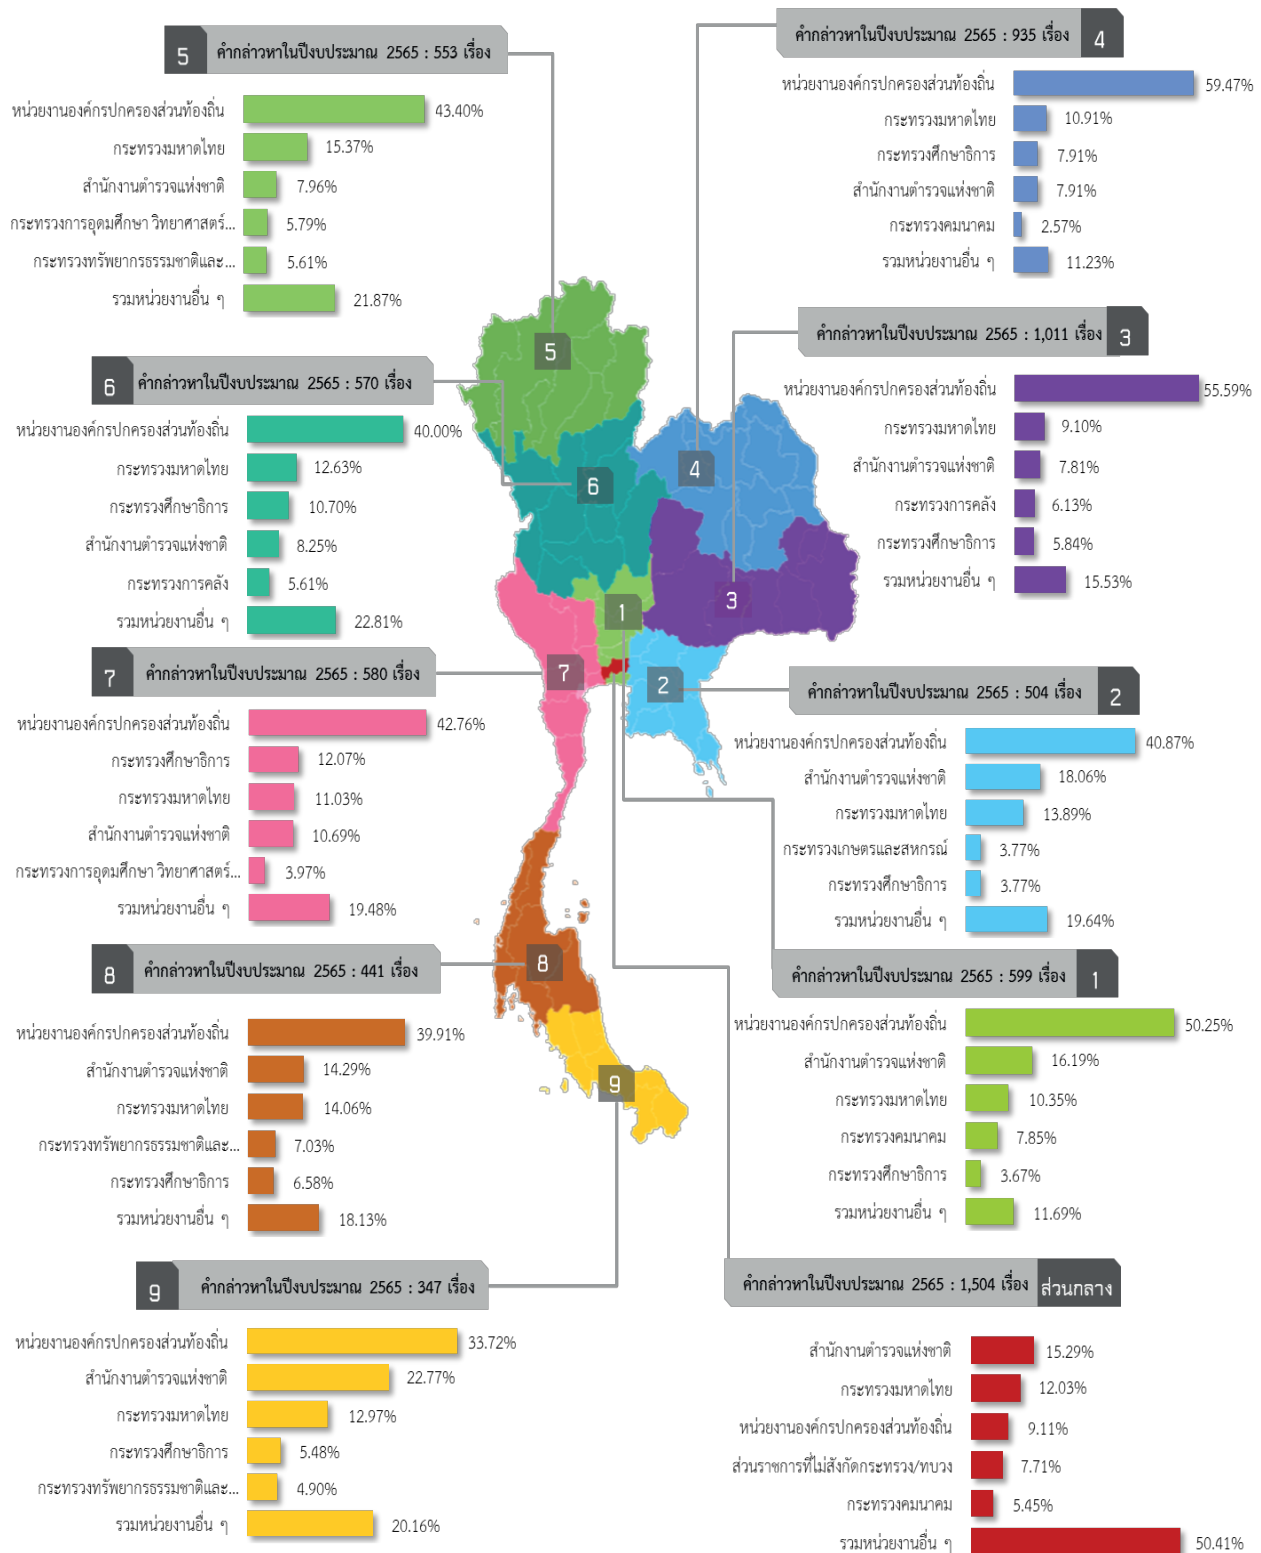 5 คำกล่าวหาในปีงบประมาณ 2565 : 553 เรื่อง
หน่วยงานองค์กรปกครองส่วนท้องถิ่น 43.40%
กระทรวงมหาดไทย 15.37%
สำนักงานตำรวจแห่งชาติ 7.96%
กระทรวงการอุดมศึกษา วิทยาศาสตร์... 5.79%
กระทรวงทรัพยากรธรรมชาติและ... 5.61%
รวมหน่วยงานอื่น ๆ 21.87%
คำกล่าวหาในปีงบประมาณ 2565 : 935 เรื่อง 4
หน่วยงานองค์กรปกครองส่วนท้องถิ่น 59.47%
กระทรวงมหาดไทย 10.91%
กระทรวงศึกษาธิการ 7.91%
สำนักงานตำรวจแห่งชาติ 7.91%
กระทรวงคมนาคม 2.57%
รวมหน่วยงานอื่น ๆ 11.23%
คำกล่าวหาในปีงบประมาณ 2565 : 1,011 เรื่อง 3
หน่วยงานองค์กรปกครองส่วนท้องถิ่น 55.59%
กระทรวงมหาดไทย 9.10%
สำนักงานตำรวจแห่งชาติ 7.81%
กระทรวงการคลัง 6.13%
กระทรวงศึกษาธิการ 5.84%
รวมหน่วยงานอื่น ๆ 15.53%
6 คำกล่าวหาในปีงบประมาณ 2565 : 570 เรื่อง
หน่วยงานองค์กรปกครองส่วนท้องถิ่น 40.00%
กระทรวงมหาดไทย 12.63%
กระทรวงศึกษาธิการ 10.70%
สำนักงานตำรวจแห่งชาติ 8.25%
กระทรวงการคลัง 5.61%
รวมหน่วยงานอื่น ๆ 22.81%
5
4
6
3
1
7
2
8
9
7 คำกล่าวหาในปีงบประมาณ 2565 : 580 เรื่อง
หน่วยงานองค์กรปกครองส่วนท้องถิ่น 42.76%
กระทรวงศึกษาธิการ 12.07%
กระทรวงมหาดไทย 11.03%
สำนักงานตำรวจแห่งชาติ 10.69%
กระทรวงการอุดมศึกษา วิทยาศาสตร์... 3.97%
รวมหน่วยงานอื่น ๆ 19.48%
คำกล่าวหาในปีงบประมาณ 2565 : 504 เรื่อง 2
หน่วยงานองค์กรปกครองส่วนท้องถิ่น 40.87%
สำนักงานตำรวจแห่งชาติ 18.06%
กระทรวงมหาดไทย 13.89%
กระทรวงเกษตรและสหกรณ์ 3.77%
กระทรวงศึกษาธิการ 3.77%
รวมหน่วยงานอื่น ๆ 19.64%
8 คำกล่าวหาในปีงบประมาณ 2565 : 441 เรื่อง
หน่วยงานองค์กรปกครองส่วนท้องถิ่น 39.91%
สำนักงานตำรวจแห่งชาติ 14.29%
กระทรวงมหาดไทย 14.06%
กระทรวงทรัพยากรธรรมชาติและ... 7.03%
กระทรวงศึกษาธิการ 6.58%
รวมหน่วยงานอื่น ๆ 18.13%
คำกล่าวหาในปีงบประมาณ 2565 : 599 เรื่อง 1
หน่วยงานองค์กรปกครองส่วนท้องถิ่น 50.25%
สำนักงานตำรวจแห่งชาติ 16.19%
กระทรวงมหาดไทย 10.35%
กระทรวงคมนาคม 7.85%
กระทรวงศึกษาธิการ 3.67%
รวมหน่วยงานอื่น ๆ 11.69%
9 คำกล่าวหาในปีงบประมาณ 2565 : 347 เรื่อง
หน่วยงานองค์กรปกครองส่วนท้องถิ่น 33.72%
สำนักงานตำรวจแห่งชาติ 22.77%
กระทรวงมหาดไทย 12.97%
กระทรวงศึกษาธิการ 5.48%
กระทรวงทรัพยากรธรรมชาติและ... 4.90%
รวมหน่วยงานอื่น ๆ 20.16%
คำกล่าวหาในปีงบประมาณ 2565 : 1,504 เรื่อง ส่วนกลาง
สำนักงานตำรวจแห่งชาติ 15.29%
กระทรวงมหาดไทย 12.03%
หน่วยงานองค์กรปกครองส่วนท้องถิ่น 9.11%
ส่วนราชการที่ไม่สังกัดกระทรวง/ทบวง 7.71%
กระทรวงคมนาคม 5.45%
รวมหน่วยงานอื่น ๆ 50.41%